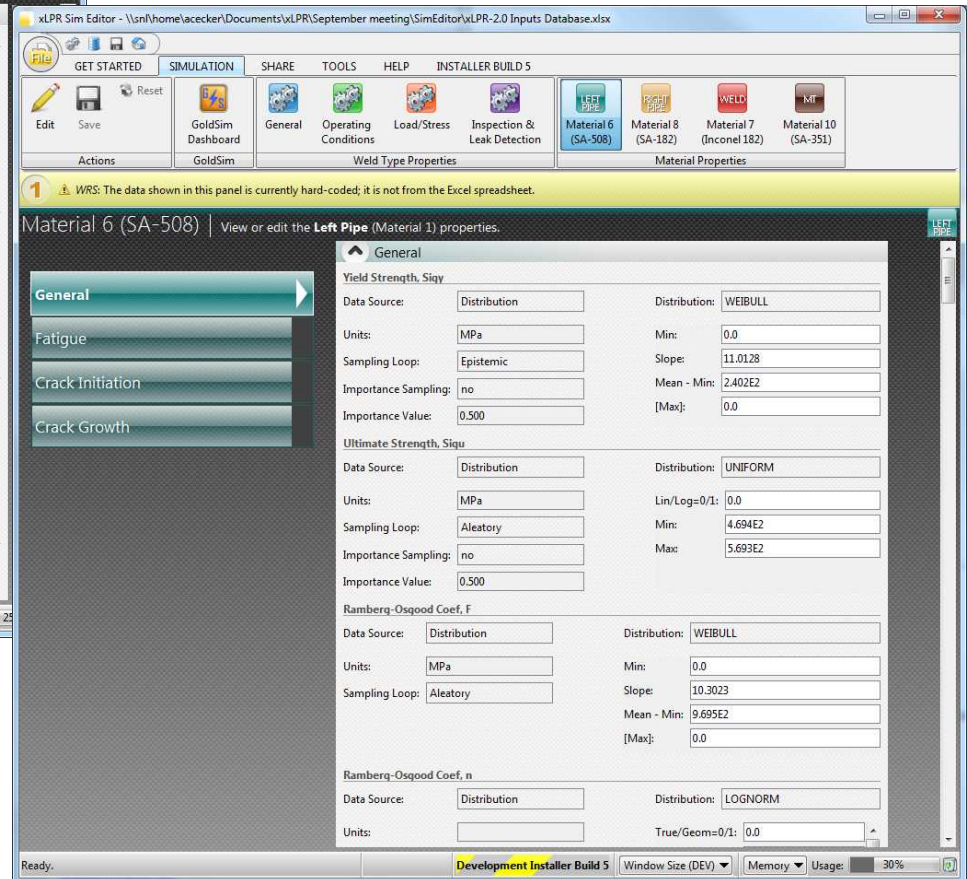 xLPR Sim Editor - \\snl\home\acecker\Documents\xLPR\September meeting\SimEditor\xLPR-2.0 Inputs Database.xlsx
File
GET STARTED SIMULATION SHARE TOOLS HELP INSTALLER BUILD 5
Edit Save Reset GoldSim Dashboard General Operating Conditions Load/Stress Inspection & Leak Detection LEFT PIPE Material 6 (SA-508) RIGHT PIPE Material 8 (SA-182) WELD Material 7 (Inconel 182) MT Material 10 (SA-351)
Actions GoldSim Weld Type Properties Material Properties
1 WRS: The data shown in this panel is currently hard-coded; it is not from the Excel spreadsheet.
Material 6 (SA-508) | View or edit the Left Pipe (Material 1) properties. LEFT PIPE
General
Fatigue
Crack Initiation
Crack Growth
General
Yield Strength, Sigy
Data Source: Distribution Distribution: WEIBULL
Units: MPa Min: 0.0
Sampling Loop: Epistemic Slope: 11.0128
Importance Sampling: no Mean - Min: 2.402E2
Importance Value: 0.500 [Max]: 0.0
Ultimate Strength, Sigu
Data Source: Distribution Distribution: UNIFORM
Units: MPa Lin/Log=0/1: 0.0
Sampling Loop: Aleatory Min: 4.694E2
Importance Sampling: no Max: 5.693E2
Importance Value: 0.500
Ramberg-Osgood Coef, F
Data Source: Distribution Distribution: WEIBULL
Units: MPa Min: 0.0
Sampling Loop: Aleatory Slope: 10.3023
Mean - Min: 9.695E2
[Max]: 0.0
Ramberg-Osgood Coef, n
Data Source: Distribution Distribution: LOGNORM
Units: True/Geom=0/1: 0.0
25
Ready. Development Installer Build 5 Window Size (DEV) Memory Usage: 30%